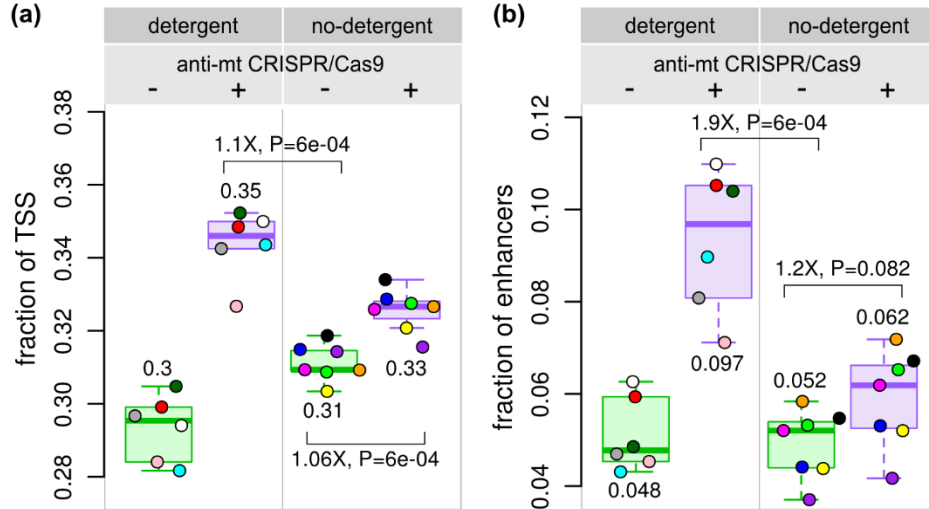 (a)
detergent no-detergent
anti-mt CRISPR/Cas9
- + - +
fraction of TSS
0.38
0.36
0.34
0.32
0.30
0.28
1.1X, P=6e-04
0.35
0.3
0.31
0.33
1.06X, P=6e-04
(b)
detergent no-detergent
anti-mt CRISPR/Cas9
- + - +
fraction of enhancers
0.12
0.10
0.08
0.06
0.04
1.9X, P=6e-04
1.2X, P=0.082
0.062
0.097
0.052
0.048